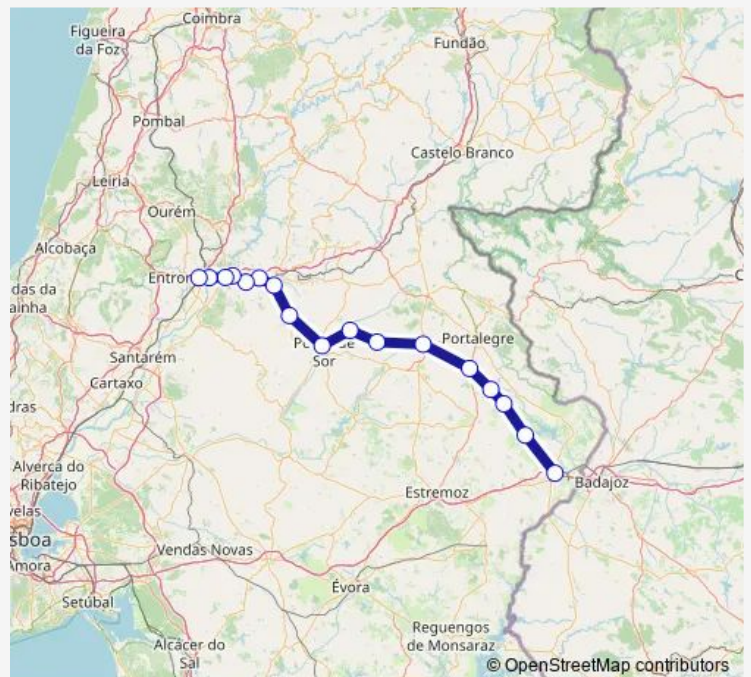 Coimbra
Figueira
da Foz
Fundão
Pombal
Castelo Branco
Leiria
Ourém
Alcobaça
Entron
das da
ainha
Portalegre
Sor
Santarém
Cartaxo
dras
Alverca do
Ribatejo
Badajoz
Estremoz
velas
sboa
Vendas Novas
Amora
Évora
Setúbal
Reguengos
de Monsaraz
Alcácer do
Sal
© OpenStreetMap contributors